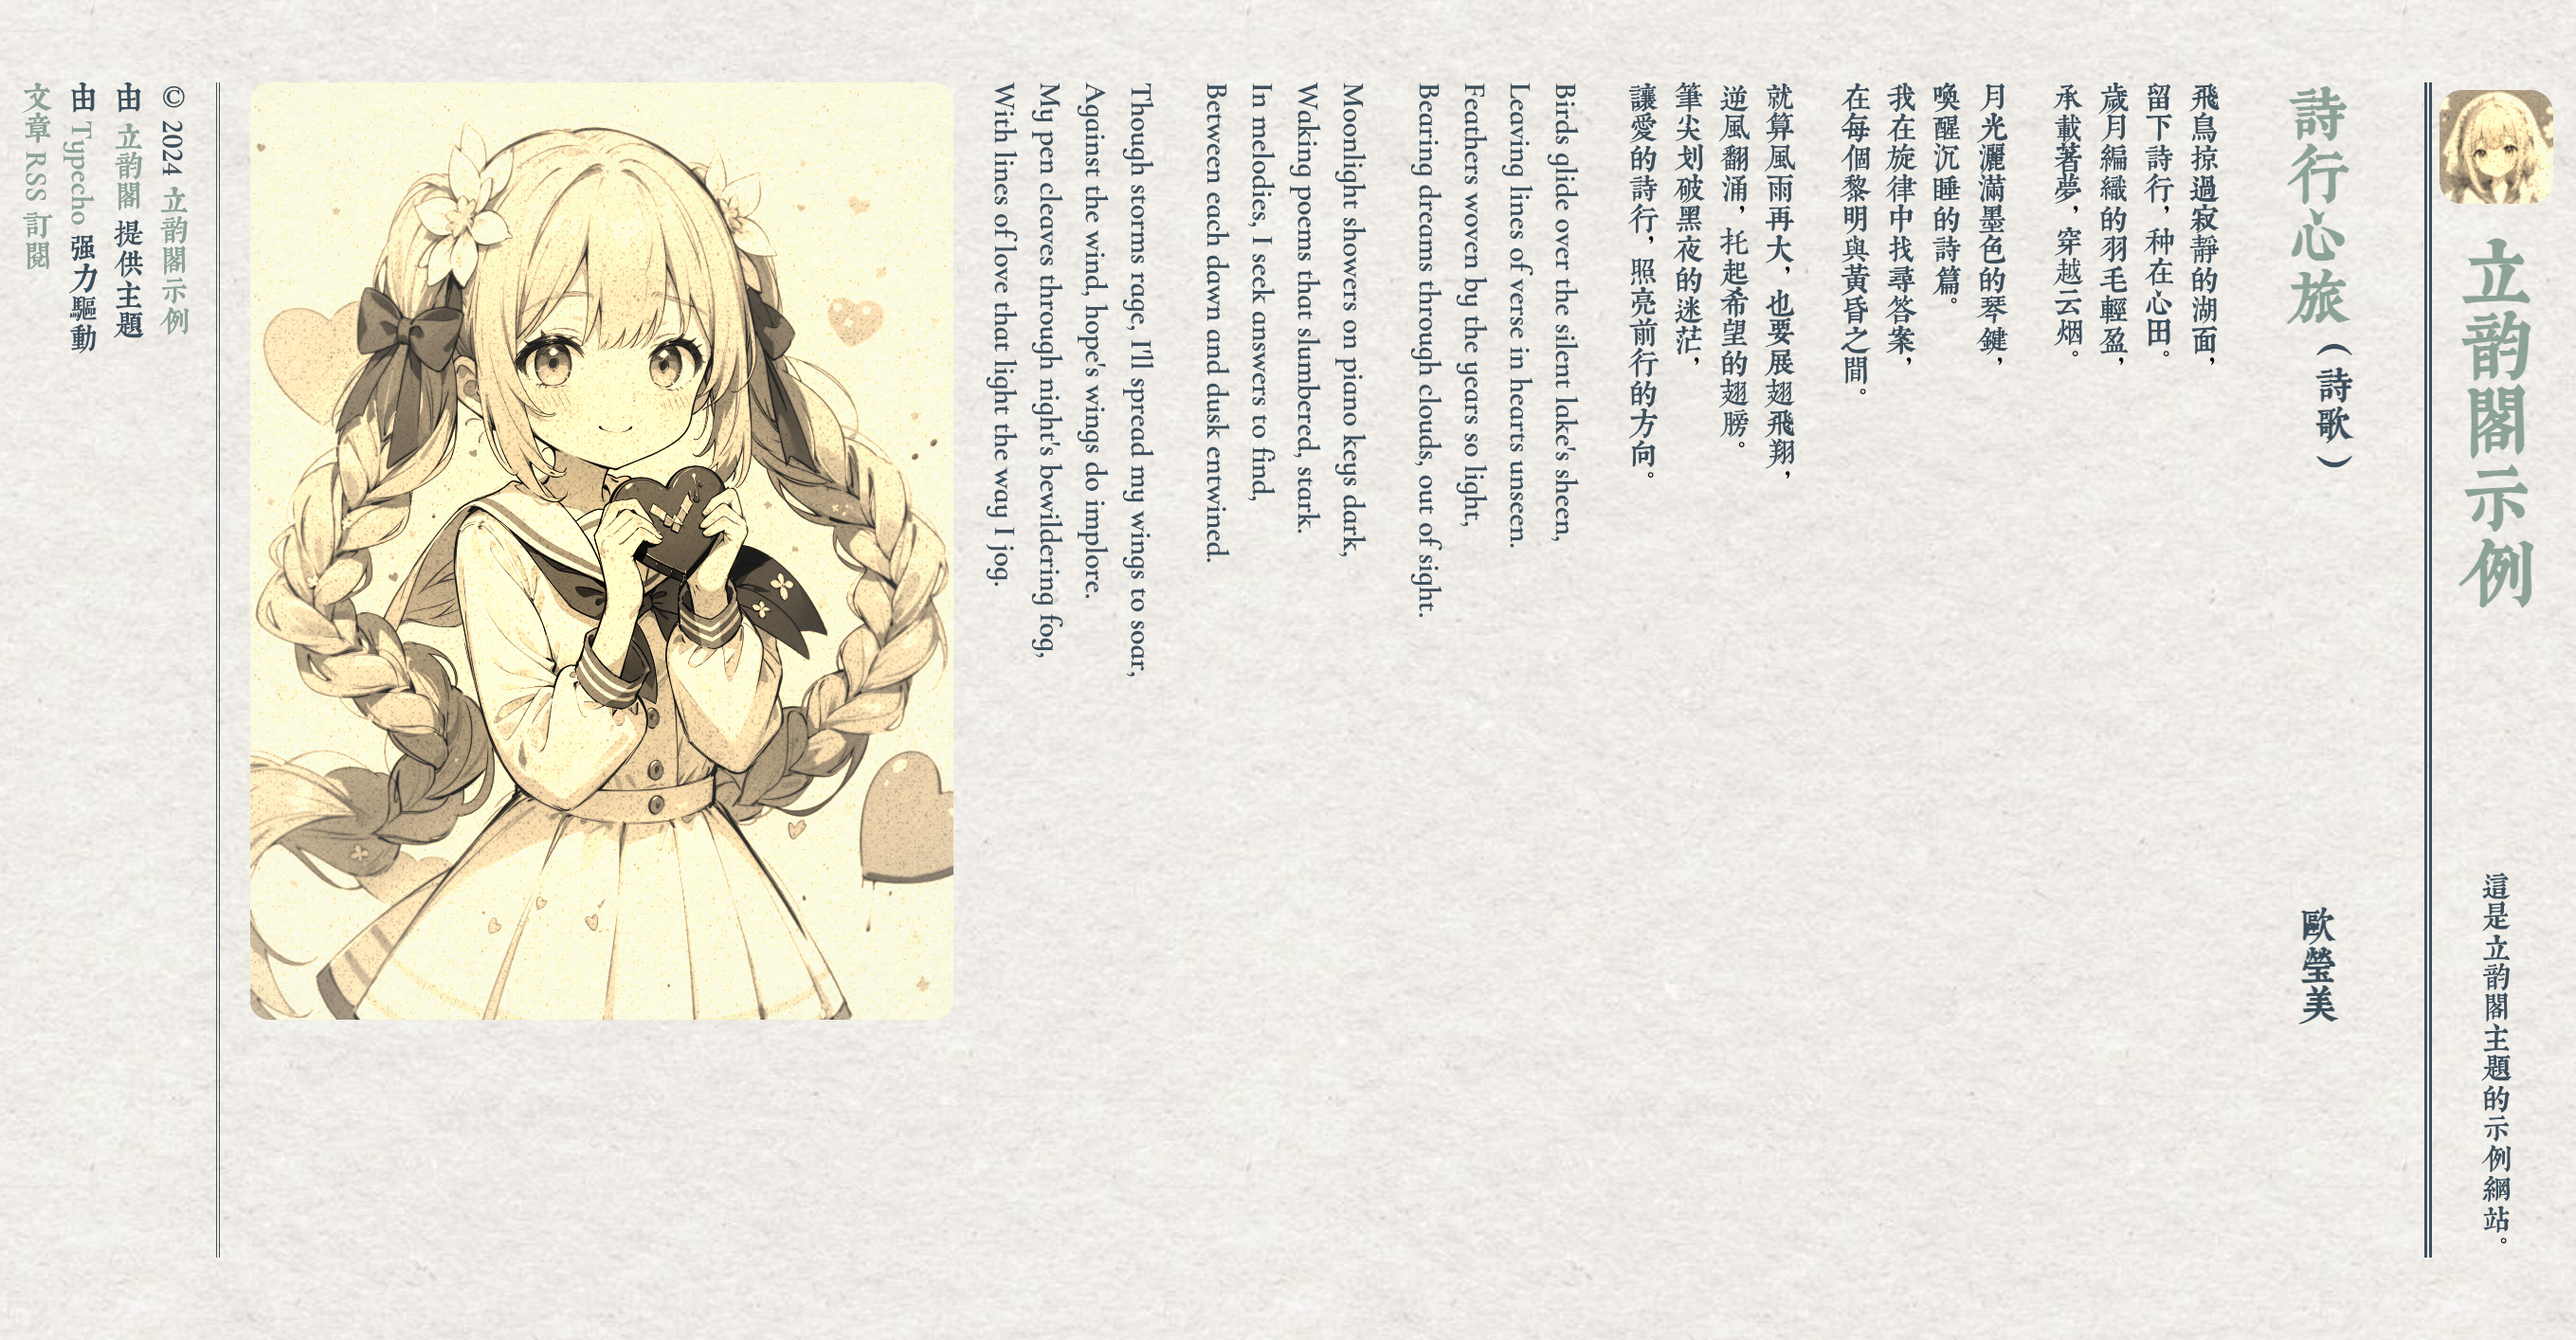 立韵閣示例
這是立韵閣主題的示例網站。
詩行心旅（詩歌）
歐瑩美
飛鳥掠過寂靜的湖面，
留下詩行，种在心田。
歲月編織的羽毛輕盈，
承載著夢，穿越云烟。
月光灑滿墨色的琴鍵，
喚醒沉睡的詩篇。
我在旋律中找尋答案，
在每個黎明與黃昏之間。
就算風雨再大，也要展翅飛翔，
逆風翻涌，托起希望的翅膀。
筆尖划破黑夜的迷茫，
讓愛的詩行，照亮前行的方向。
Birds glide over the silent lake's sheen,
Leaving lines of verse in hearts unseen.
Feathers woven by the years so light,
Bearing dreams through clouds, out of sight.
Moonlight showers on piano keys dark,
Waking poems that slumbered, stark.
In melodies, I seek answers to find,
Between each dawn and dusk entwined.
Though storms rage, I'll spread my wings to soar,
Against the wind, hope's wings do implore.
My pen cleaves through night's bewildering fog,
With lines of love that light the way I jog.
© 2024 立韵閣示例
由 立韵閣 提供主題
由 Typecho 强力驅動
文章 RSS 訂閱